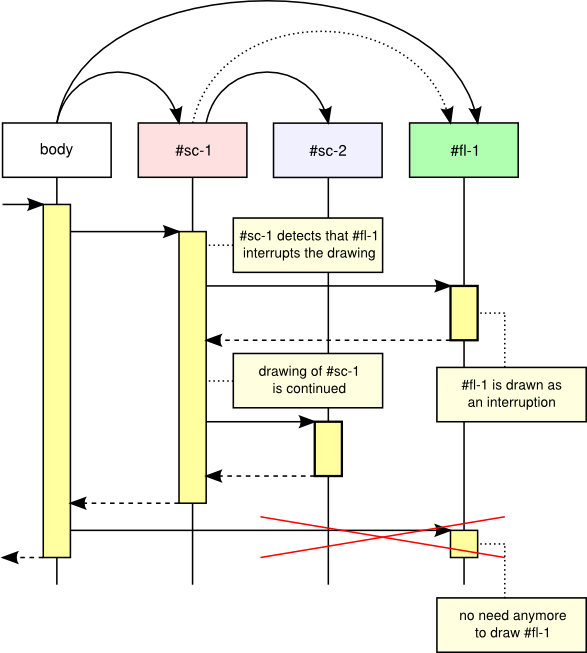 body
#sc-1
#sc-2
#fl-1
#sc-1 detects that #fl-1
interrupts the drawing
drawing of #sc-1
is continued
#fl-1 is drawn as
an interruption
no need anymore
to draw #fl-1